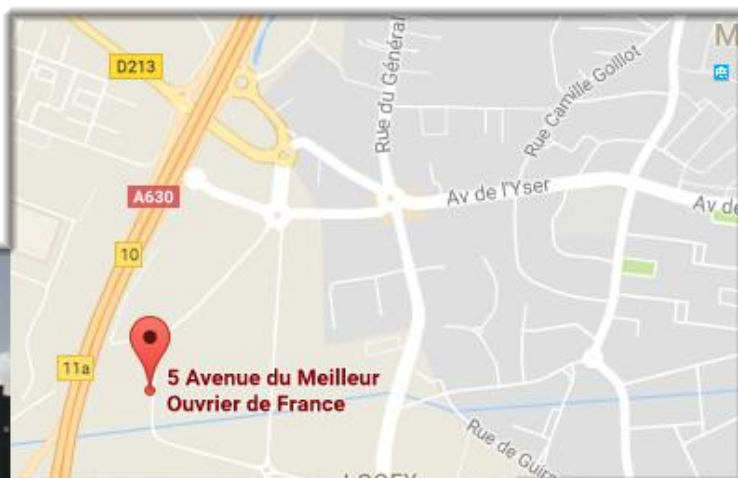 M
D213
Rue du Général
Rue Camille Goillot
A630
Av de l'Yser
Av de
10
11a
5 Avenue du Meilleur
Ouvrier de France
Rue de Guira